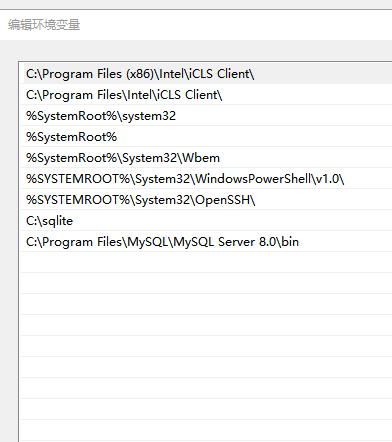 编辑环境变量
C:\Program Files (x86)\Intel\iCLS Client\
C:\Program Files\Intel\iCLS Client\
%SystemRoot%\system32
%SystemRoot%
%SystemRoot%\System32\Wbem
%SYSTEMROOT%\System32\WindowsPowerShell\v1.0\
%SYSTEMROOT%\System32\OpenSSH\
C:\sqlite
C:\Program Files\MySQL\MySQL Server 8.0\bin